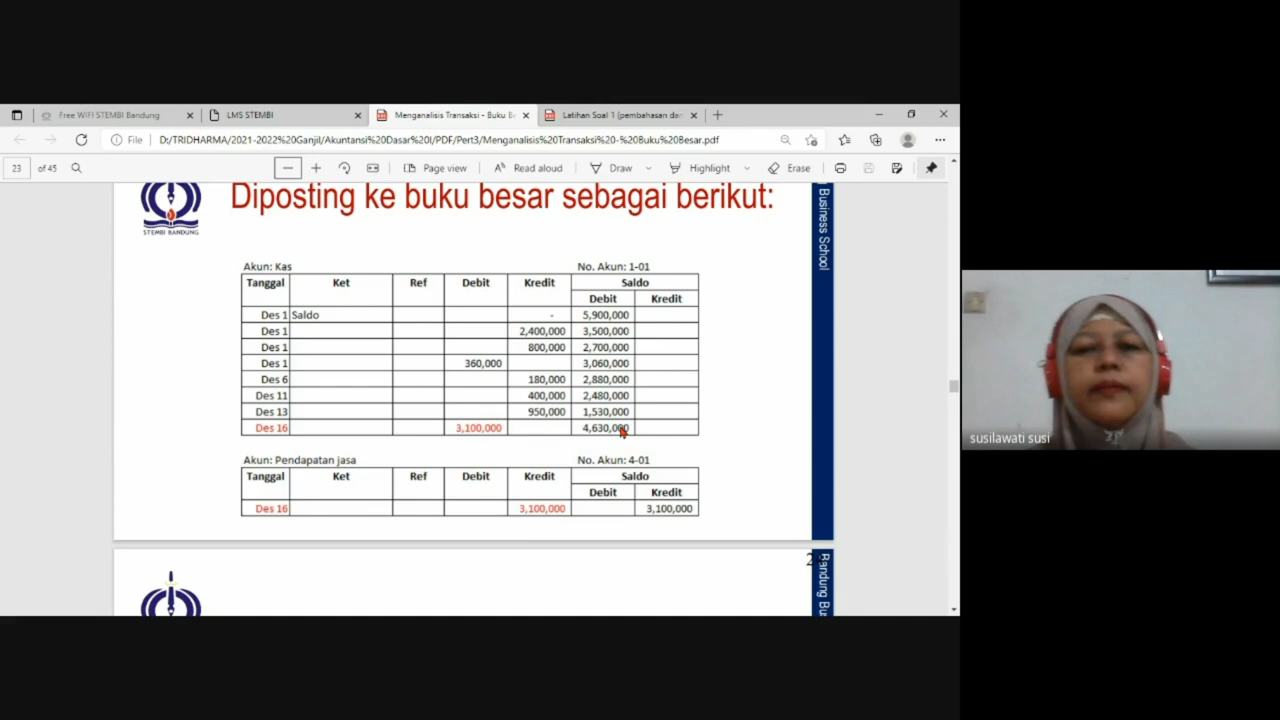 Free WIFI STEMBI Bandung
LMS STEMBI
Menganalisis Transaksi - Buku Be
Latihan Soal 1 (pembahasan dan
File D:/TRIDHARMA/2021-2022%20Ganjil/Akuntansi%20Dasar%20I/PDF/Pert3/Menganalisis%20Transaksi%20-%20Buku%20Besar.pdf
23 of 45 Page view Read aloud Draw Highlight Erase
STEMBI BANDUNG
Diposting ke buku besar sebagai berikut:
Business School
Akun: Kas No. Akun: 1-01
Tanggal Ket Ref Debit Kredit Saldo
Debit Kredit
Des 1 Saldo - 5,900,000
Des 1 2,400,000 3,500,000
Des 1 800,000 2,700,000
Des 1 360,000 3,060,000
Des 6 180,000 2,880,000
Des 11 400,000 2,480,000
Des 13 950,000 1,530,000
Des 16 3,100,000 4,630,000
Akun: Pendapatan jasa No. Akun: 4-01
Tanggal Ket Ref Debit Kredit Saldo
Debit Kredit
Des 16 3,100,000 3,100,000
Bandung Bu
susilawati susi